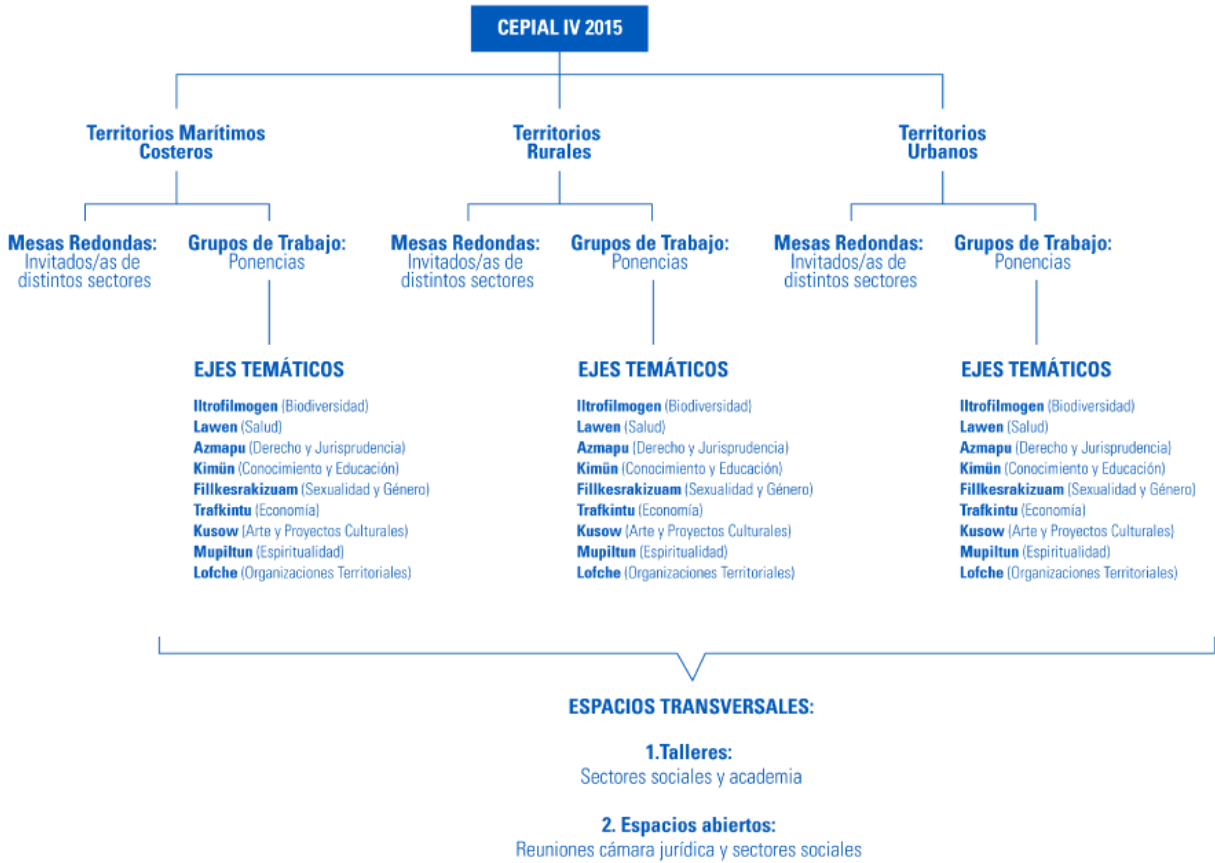 CEPIAL IV 2015
Territorios Marítimos
Costeros
Territorios
Rurales
Territorios
Urbanos
Mesas Redondas:
Invitados/as de
distintos sectores
Grupos de Trabajo:
Ponencias
Mesas Redondas:
Invitados/as de
distintos sectores
Grupos de Trabajo:
Ponencias
Mesas Redondas:
Invitados/as de
distintos sectores
Grupos de Trabajo:
Ponencias
EJES TEMÁTICOS
Iltrofilmogen (Biodiversidad)
Lawen (Salud)
Azmapu (Derecho y Jurisprudencia)
Kimün (Conocimiento y Educación)
Fillkesrakizuam (Sexualidad y Género)
Trafkintu (Economía)
Kusow (Arte y Proyectos Culturales)
Mupiltun (Espiritualidad)
Lofche (Organizaciones Territoriales)
EJES TEMÁTICOS
Iltrofilmogen (Biodiversidad)
Lawen (Salud)
Azmapu (Derecho y Jurisprudencia)
Kimün (Conocimiento y Educación)
Fillkesrakizuam (Sexualidad y Género)
Trafkintu (Economía)
Kusow (Arte y Proyectos Culturales)
Mupiltun (Espiritualidad)
Lofche (Organizaciones Territoriales)
EJES TEMÁTICOS
Iltrofilmogen (Biodiversidad)
Lawen (Salud)
Azmapu (Derecho y Jurisprudencia)
Kimün (Conocimiento y Educación)
Fillkesrakizuam (Sexualidad y Género)
Trafkintu (Economía)
Kusow (Arte y Proyectos Culturales)
Mupiltun (Espiritualidad)
Lofche (Organizaciones Territoriales)
ESPACIOS TRANSVERSALES:
1.Talleres:
Sectores sociales y academia
2. Espacios abiertos:
Reuniones cámara jurídica y sectores sociales